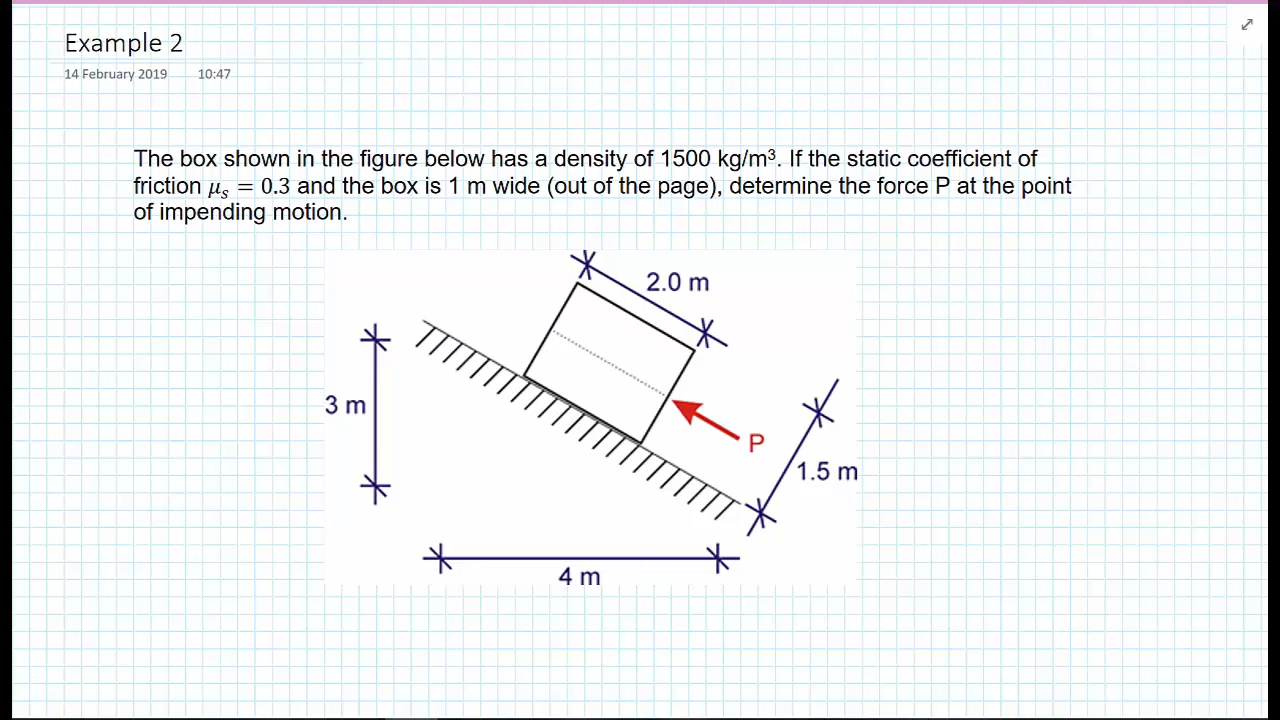 Example 2
14 February 2019 10:47
The box shown in the figure below has a density of 1500 kg/m³. If the static coefficient of
friction μₛ = 0.3 and the box is 1 m wide (out of the page), determine the force P at the point
of impending motion.
2.0 m
3 m
P
1.5 m
4 m